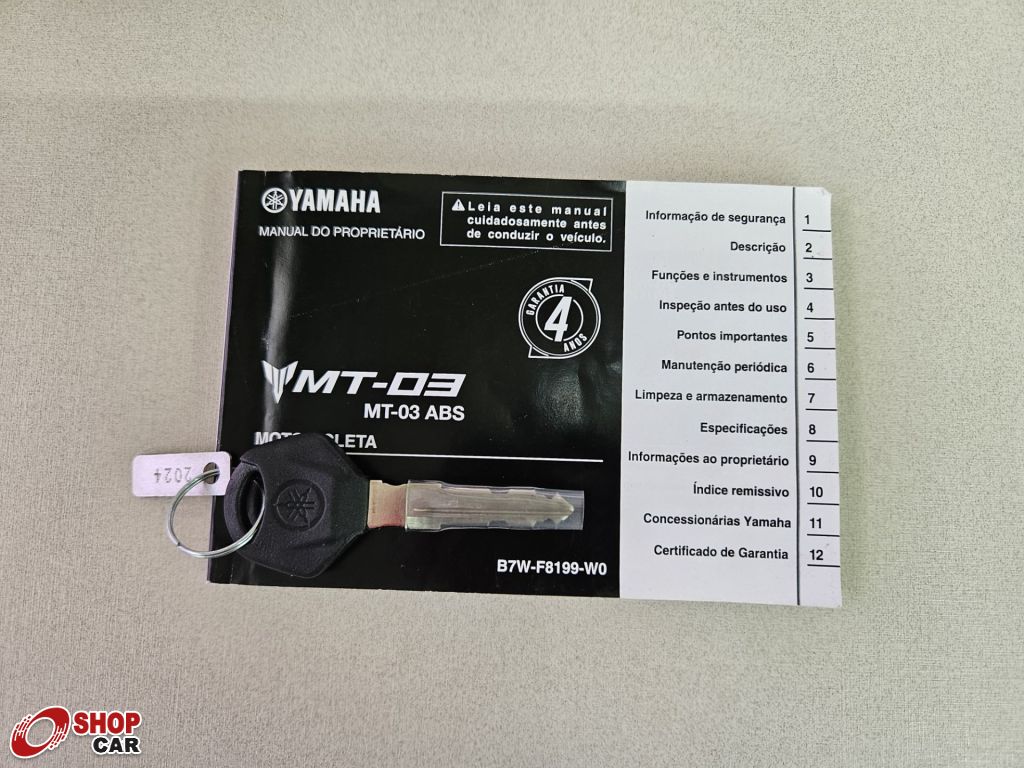 YAMAHA
MANUAL DO PROPRIETÁRIO
Leia este manual
cuidadosamente antes
de conduzir o veículo.
GARANTIA
4
ANOS
MT-03
MT-03 ABS
2024
B7W-F8199-W0
Informação de segurança 1
Descrição 2
Funções e instrumentos 3
Inspeção antes do uso 4
Pontos importantes 5
Manutenção periódica 6
Limpeza e armazenamento 7
Especificações 8
Informações ao proprietário 9
Índice remissivo 10
Concessionárias Yamaha 11
Certificado de Garantia 12
SHOP
CAR